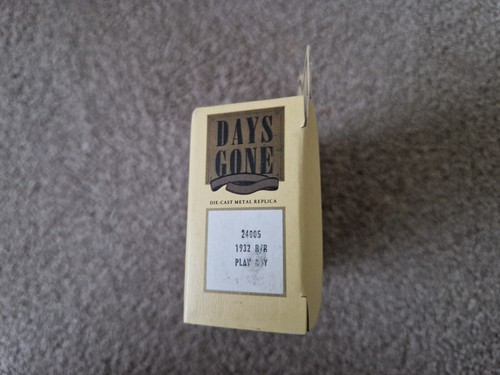 DAYS
GONE
DIE-CAST METAL REPLICA
24005
1932 R/R
PLAY